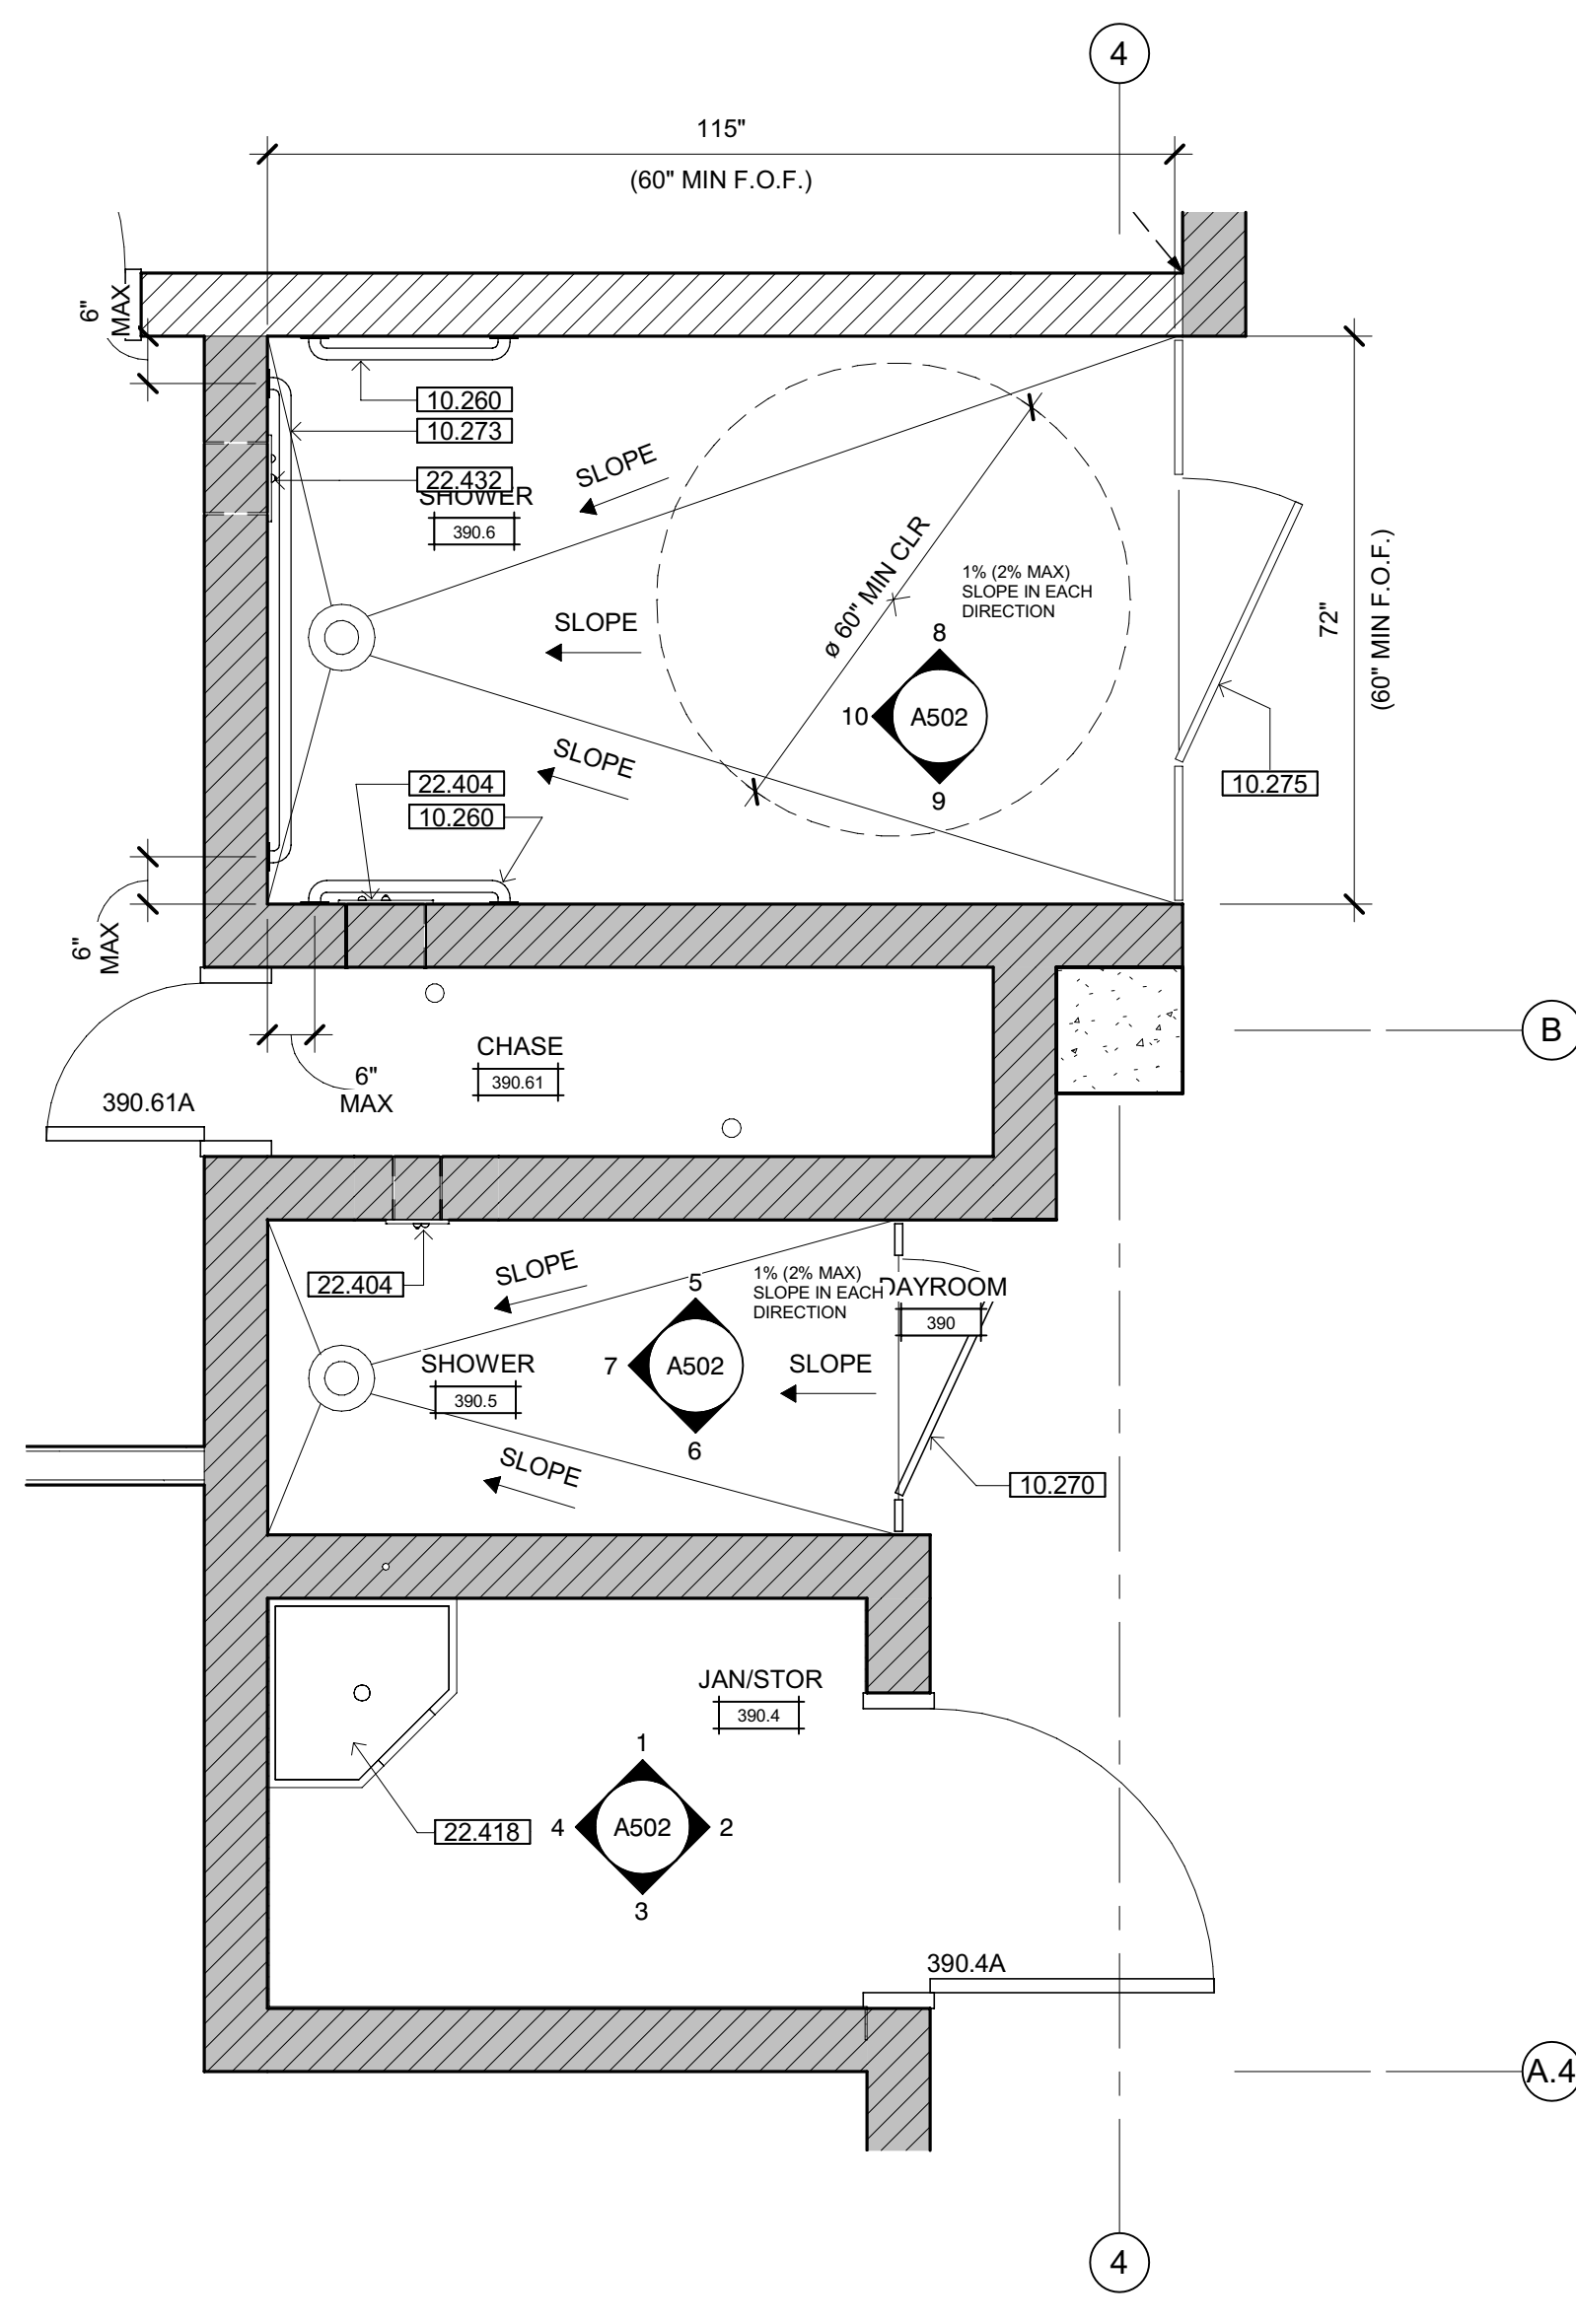 4
115"
(60" MIN F.O.F.)
6"
MAX
10.260
10.273
22.432
SHOWER
390.6
SLOPE
ø 60" MIN CLR
1% (2% MAX)
SLOPE IN EACH
DIRECTION
SLOPE
8
10
A502
9
72"
(60" MIN F.O.F.)
SLOPE
22.404
10.260
10.275
6"
MAX
B
CHASE
390.61
6"
MAX
390.61A
22.404
SLOPE
5
1% (2% MAX)
SLOPE IN EACH
DIRECTION
DAYROOM
390
SHOWER
390.5
7
A502
SLOPE
6
SLOPE
10.270
JAN/STOR
390.4
1
4
A502
2
3
22.418
390.4A
A.4
4